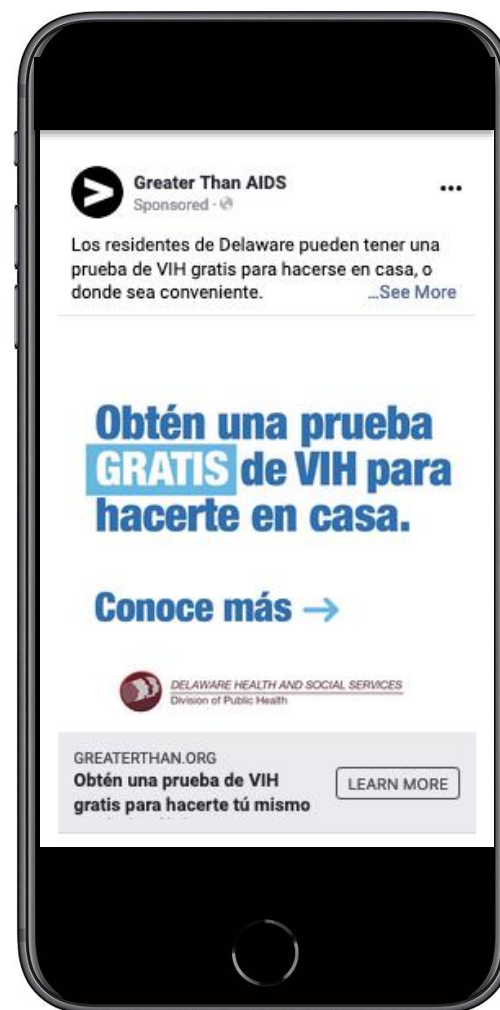 Greater Than AIDS
Sponsored ·
Los residentes de Delaware pueden tener una
prueba de VIH gratis para hacerse en casa, o
donde sea conveniente. ...See More
Obtén una prueba
GRATIS de VIH para
hacerte en casa.
Conoce más →
DELAWARE HEALTH AND SOCIAL SERVICES
Division of Public Health
GREATERTHAN.ORG
Obtén una prueba de VIH
gratis para hacerte tú mismo
LEARN MORE